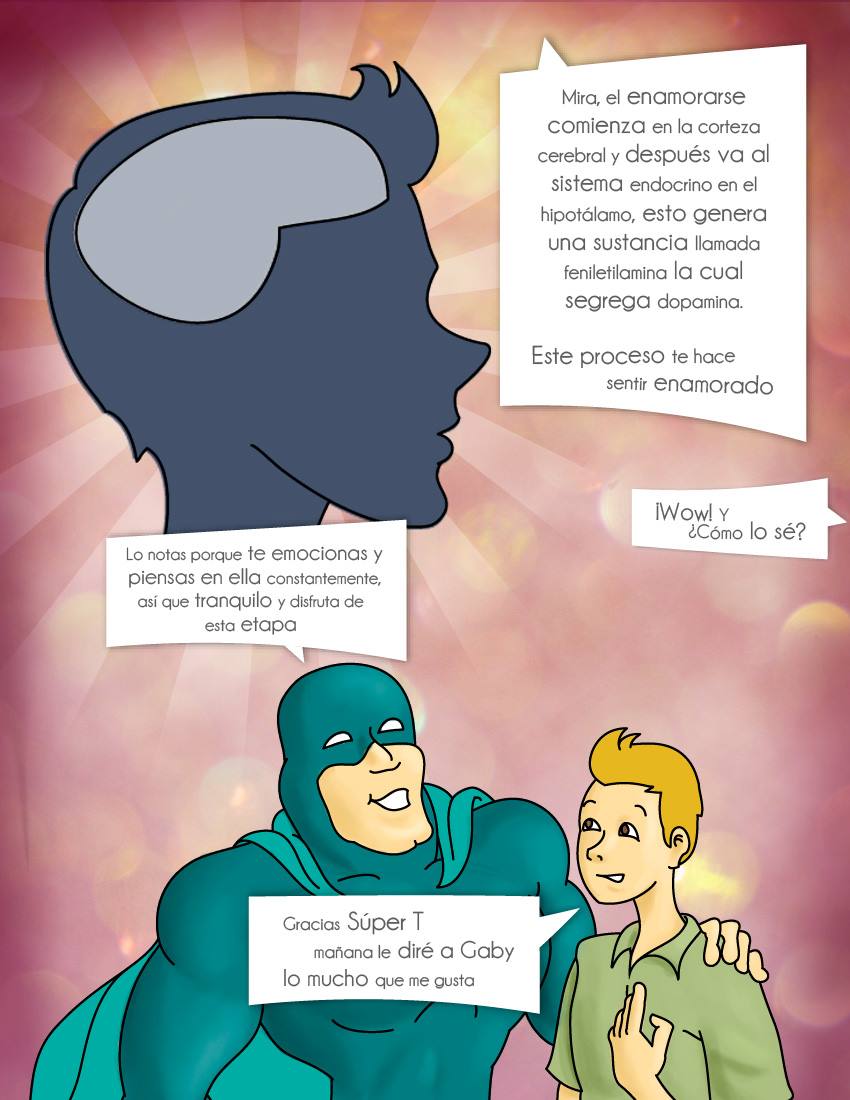 Mira, el enamorarse
comienza en la corteza
cerebral y después va al
sistema endocrino en el
hipotálamo, esto genera
una sustancia llamada
feniletilamina la cual
segrega dopamina.
Este proceso te hace
sentir enamorado
¡Wow! Y
¿Cómo lo sé?
Lo notas porque te emocionas y
piensas en ella constantemente,
así que tranquilo y disfruta de
esta etapa
Gracias Súper T
mañana le diré a Gaby
lo mucho que me gusta